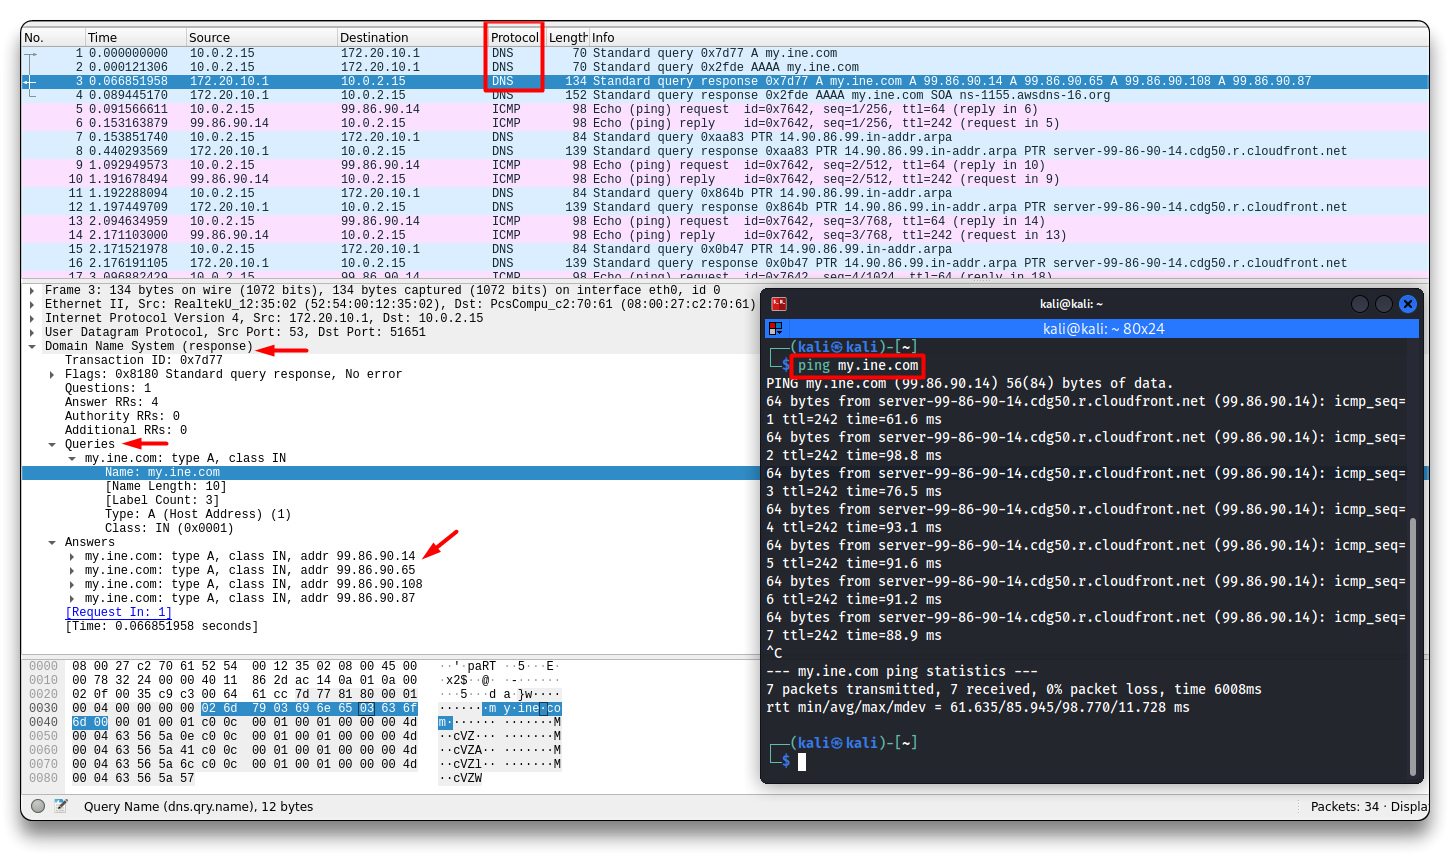 No. Time Source Destination Protocol Length Info
1 0.000000000 10.0.2.15 172.20.10.1 DNS 70 Standard query 0x7d77 A my.ine.com
2 0.000121306 10.0.2.15 172.20.10.1 DNS 70 Standard query 0x2fde AAAA my.ine.com
3 0.066851958 172.20.10.1 10.0.2.15 DNS 134 Standard query response 0x7d77 A my.ine.com A 99.86.90.14 A 99.86.90.65 A 99.86.90.108 A 99.86.90.87
4 0.089445170 172.20.10.1 10.0.2.15 DNS 152 Standard query response 0x2fde AAAA my.ine.com SOA ns-1155.awsdns-16.org
5 0.091566611 10.0.2.15 99.86.90.14 ICMP 98 Echo (ping) request id=0x7642, seq=1/256, ttl=64 (reply in 6)
6 0.153163879 99.86.90.14 10.0.2.15 ICMP 98 Echo (ping) reply id=0x7642, seq=1/256, ttl=242 (request in 5)
7 0.153851740 10.0.2.15 172.20.10.1 DNS 84 Standard query 0xaa83 PTR 14.90.86.99.in-addr.arpa
8 0.440293569 172.20.10.1 10.0.2.15 DNS 139 Standard query response 0xaa83 PTR 14.90.86.99.in-addr.arpa PTR server-99-86-90-14.cdg50.r.cloudfront.net
9 1.092949573 10.0.2.15 99.86.90.14 ICMP 98 Echo (ping) request id=0x7642, seq=2/512, ttl=64 (reply in 10)
10 1.191678494 99.86.90.14 10.0.2.15 ICMP 98 Echo (ping) reply id=0x7642, seq=2/512, ttl=242 (request in 9)
11 1.192288094 10.0.2.15 172.20.10.1 DNS 84 Standard query 0x864b PTR 14.90.86.99.in-addr.arpa
12 1.197449709 172.20.10.1 10.0.2.15 DNS 139 Standard query response 0x864b PTR 14.90.86.99.in-addr.arpa PTR server-99-86-90-14.cdg50.r.cloudfront.net
13 2.094634959 10.0.2.15 99.86.90.14 ICMP 98 Echo (ping) request id=0x7642, seq=3/768, ttl=64 (reply in 14)
14 2.171103000 99.86.90.14 10.0.2.15 ICMP 98 Echo (ping) reply id=0x7642, seq=3/768, ttl=242 (request in 13)
15 2.171521978 10.0.2.15 172.20.10.1 DNS 84 Standard query 0x0b47 PTR 14.90.86.99.in-addr.arpa
16 2.176191105 172.20.10.1 10.0.2.15 DNS 139 Standard query response 0x0b47 PTR 14.90.86.99.in-addr.arpa PTR server-99-86-90-14.cdg50.r.cloudfront.net
17 3.096882429 10.0.2.15 99.86.90.14 ICMP 98 Echo (ping) request id=0x7642, seq=4/1024, ttl=64 (reply in 18)
Frame 3: 134 bytes on wire (1072 bits), 134 bytes captured (1072 bits) on interface eth0, id 0
Ethernet II, Src: RealtekU_12:35:02 (52:54:00:12:35:02), Dst: PcsCompu_c2:70:61 (08:00:27:c2:70:61)
Internet Protocol Version 4, Src: 172.20.10.1, Dst: 10.0.2.15
User Datagram Protocol, Src Port: 53, Dst Port: 51651
Domain Name System (response)
Transaction ID: 0x7d77
Flags: 0x8180 Standard query response, No error
Questions: 1
Answer RRs: 4
Authority RRs: 0
Additional RRs: 0
Queries
my.ine.com: type A, class IN
Name: my.ine.com
[Name Length: 10]
[Label Count: 3]
Type: A (Host Address) (1)
Class: IN (0x0001)
Answers
my.ine.com: type A, class IN, addr 99.86.90.14
my.ine.com: type A, class IN, addr 99.86.90.65
my.ine.com: type A, class IN, addr 99.86.90.108
my.ine.com: type A, class IN, addr 99.86.90.87
[Request In: 1]
[Time: 0.066851958 seconds]
0000 08 00 27 c2 70 61 52 54 00 12 35 02 08 00 45 00 ··'·paRT ··5···E·
0010 00 78 32 24 00 00 40 11 86 2d ac 14 0a 01 0a 00 ·x2$··@· ·-······
0020 02 0f 00 35 c9 c3 00 64 61 cc 7d 77 81 80 00 01 ···5···d a·}w····
0030 00 04 00 00 00 00 02 6d 79 03 69 6e 65 03 63 6f ·······m y·ine·co
0040 6d 00 00 01 00 01 c0 0c 00 01 00 01 00 00 00 4d m······· ·······M
0050 00 04 63 56 5a 0e c0 0c 00 01 00 01 00 00 00 4d ··cVZ··· ·······M
0060 00 04 63 56 5a 41 c0 0c 00 01 00 01 00 00 00 4d ··cVZA·· ·······M
0070 00 04 63 56 5a 6c c0 0c 00 01 00 01 00 00 00 4d ··cVZl·· ·······M
0080 00 04 63 56 5a 57 ··cVZW
Query Name (dns.qry.name), 12 bytes
Packets: 34 · Displa
kali@kali: ~
kali@kali: ~ 80x24
┌──(kali㉿kali)-[~]
└─$ ping my.ine.com
PING my.ine.com (99.86.90.14) 56(84) bytes of data.
64 bytes from server-99-86-90-14.cdg50.r.cloudfront.net (99.86.90.14): icmp_seq=
1 ttl=242 time=61.6 ms
64 bytes from server-99-86-90-14.cdg50.r.cloudfront.net (99.86.90.14): icmp_seq=
2 ttl=242 time=98.8 ms
64 bytes from server-99-86-90-14.cdg50.r.cloudfront.net (99.86.90.14): icmp_seq=
3 ttl=242 time=76.5 ms
64 bytes from server-99-86-90-14.cdg50.r.cloudfront.net (99.86.90.14): icmp_seq=
4 ttl=242 time=93.1 ms
64 bytes from server-99-86-90-14.cdg50.r.cloudfront.net (99.86.90.14): icmp_seq=
5 ttl=242 time=91.6 ms
64 bytes from server-99-86-90-14.cdg50.r.cloudfront.net (99.86.90.14): icmp_seq=
6 ttl=242 time=91.2 ms
64 bytes from server-99-86-90-14.cdg50.r.cloudfront.net (99.86.90.14): icmp_seq=
7 ttl=242 time=88.9 ms
^C
--- my.ine.com ping statistics ---
7 packets transmitted, 7 received, 0% packet loss, time 6008ms
rtt min/avg/max/mdev = 61.635/85.945/98.770/11.728 ms
┌──(kali㉿kali)-[~]
└─$